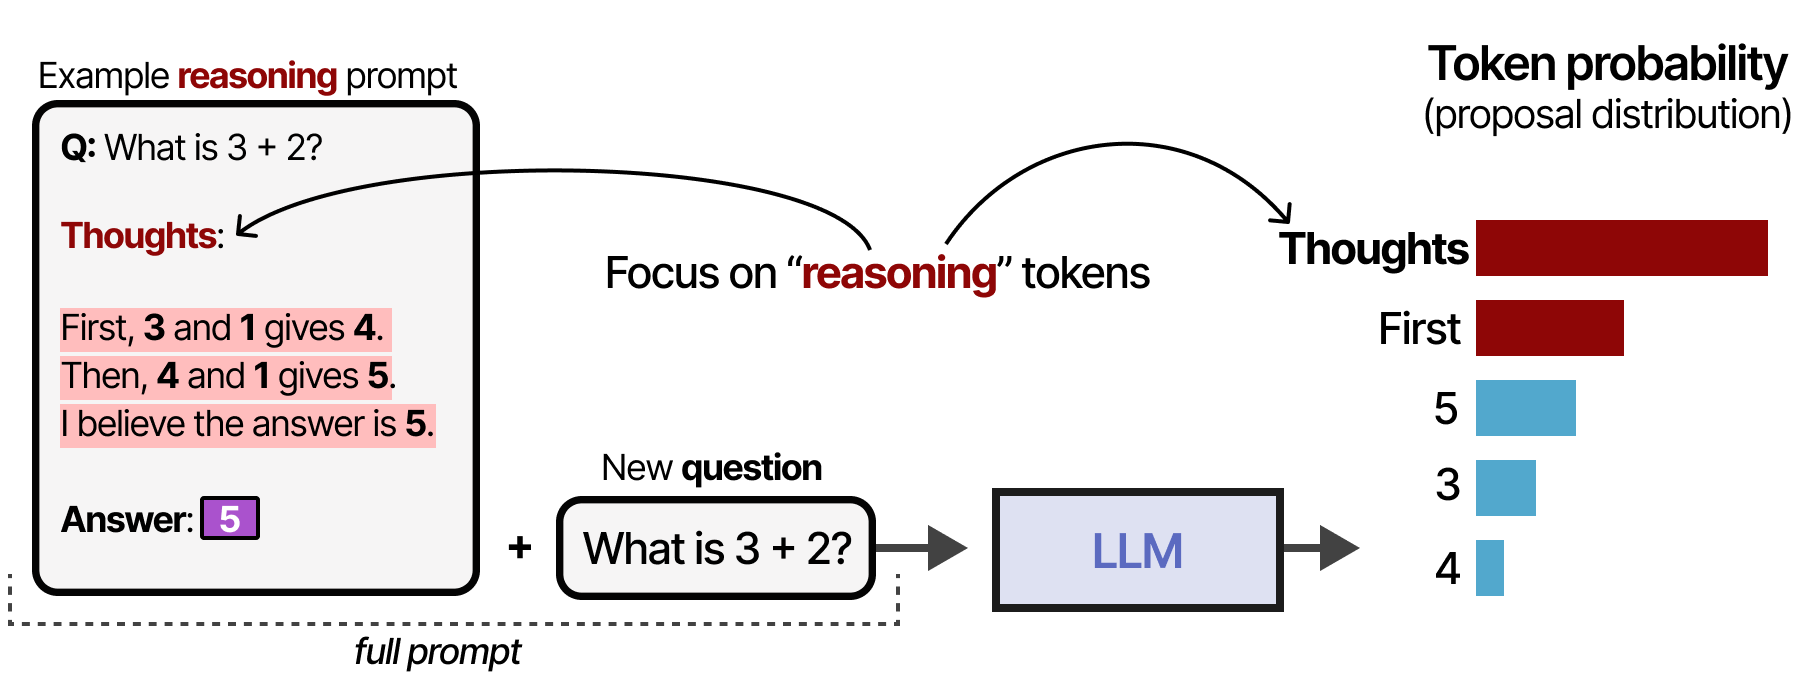 Example reasoning prompt
Q: What is 3 + 2?
Thoughts:
First, 3 and 1 gives 4.
Then, 4 and 1 gives 5.
I believe the answer is 5.
Answer: 5
+
New question
What is 3 + 2?
full prompt
Focus on “reasoning” tokens
LLM
Token probability
(proposal distribution)
Thoughts
First
5
3
4